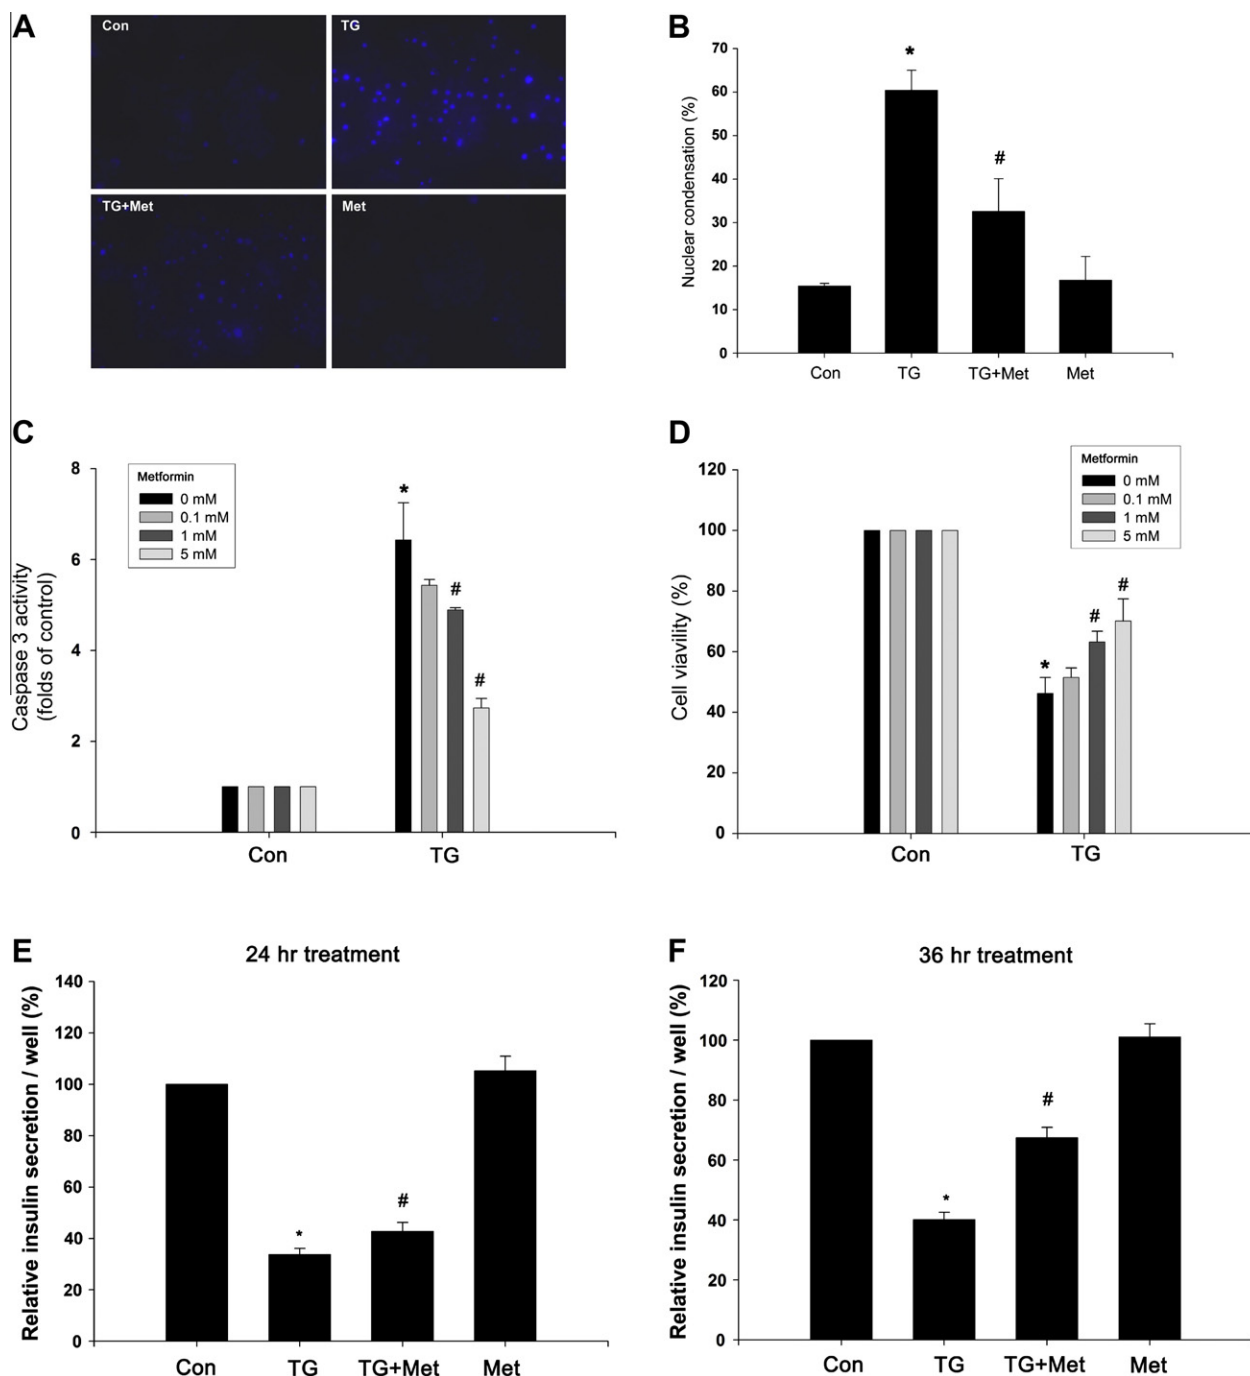 A
Con
TG
TG+Met
Met
B
Nuclear condensation (%)
70
60
50
40
30
20
10
0
*
#
Con
TG
TG+Met
Met
C
Caspase 3 activity
(folds of control)
8
6
4
2
0
Metformin
0 mM
0.1 mM
1 mM
5 mM
*
#
#
Con
TG
D
Cell viavility (%)
120
100
80
60
40
20
0
Metformin
0 mM
0.1 mM
1 mM
5 mM
*
#
#
Con
TG
E
24 hr treatment
Relative insulin secretion / well (%)
140
120
100
80
60
40
20
0
*
#
Con
TG
TG+Met
Met
F
36 hr treatment
Relative insulin secretion / well (%)
120
100
80
60
40
20
0
*
#
Con
TG
TG+Met
Met